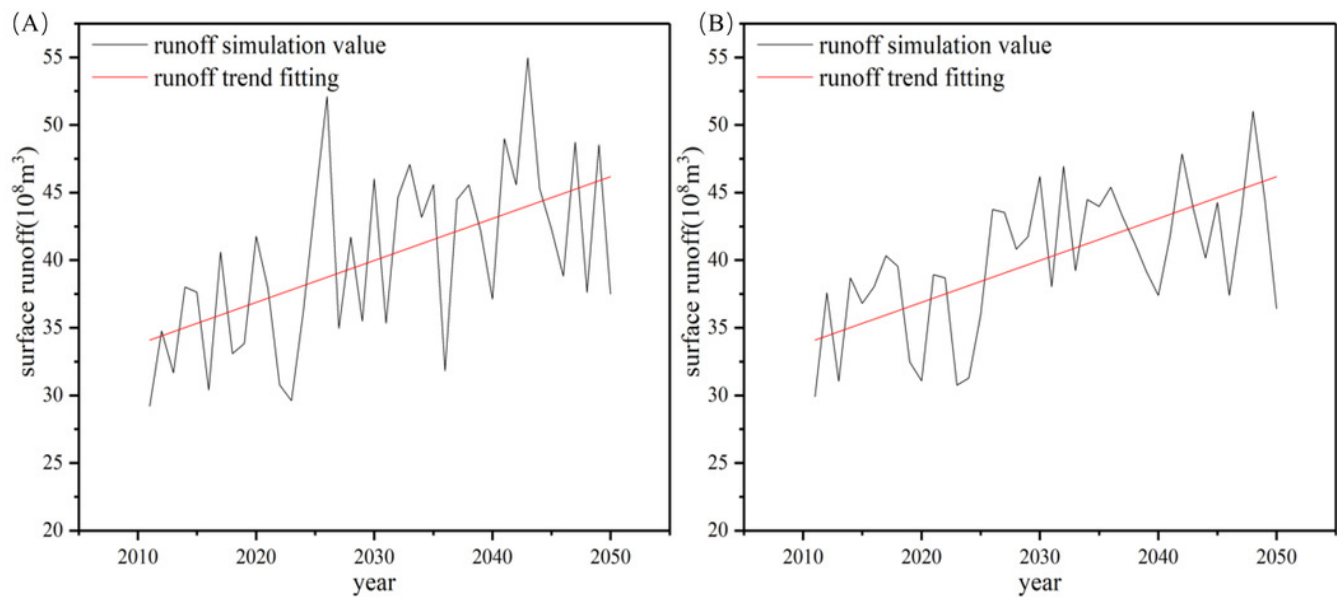 (A)
runoff simulation value
runoff trend fitting
surface runoff(10⁸m³)
55
50
45
40
35
30
25
20
2010
2020
2030
2040
2050
year
(B)
runoff simulation value
runoff trend fitting
surface runoff(10⁸m³)
55
50
45
40
35
30
25
20
2010
2020
2030
2040
2050
year